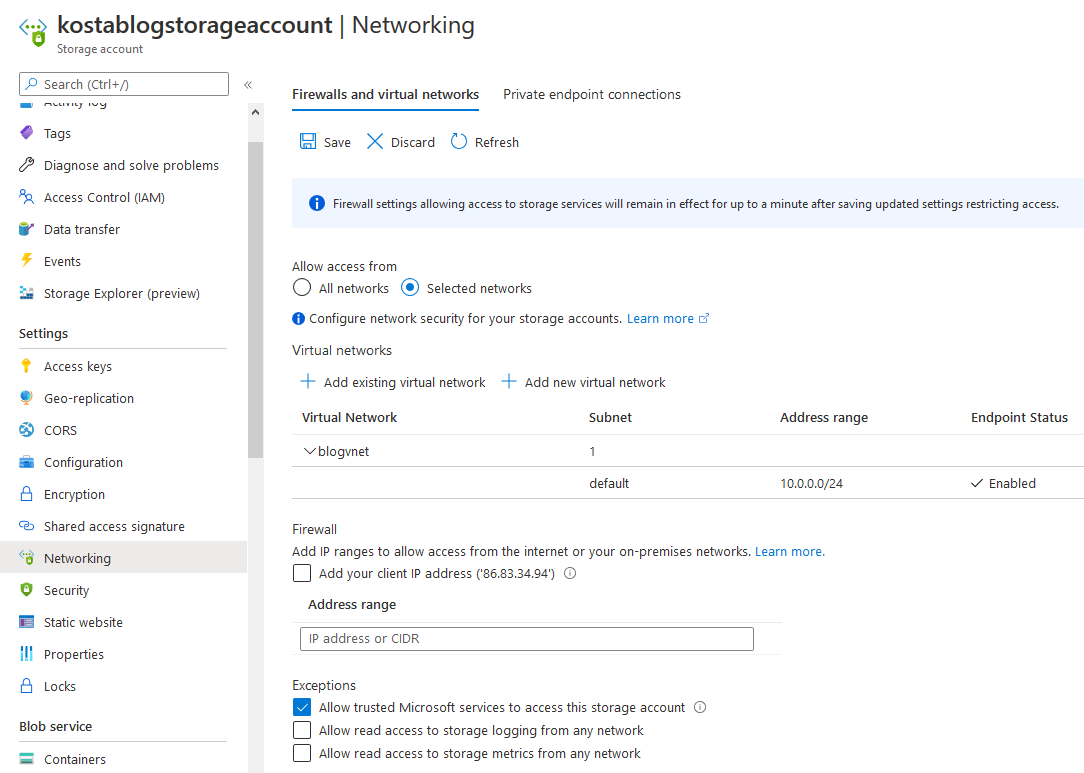 kostablogstorageaccount | Networking
Storage account
Search (Ctrl+/)
«
Activity log
Tags
Diagnose and solve problems
Access Control (IAM)
Data transfer
Events
Storage Explorer (preview)
Settings
Access keys
Geo-replication
CORS
Configuration
Encryption
Shared access signature
Networking
Security
Static website
Properties
Locks
Blob service
Containers
Firewalls and virtual networks Private endpoint connections
Save Discard Refresh
Firewall settings allowing access to storage services will remain in effect for up to a minute after saving updated settings restricting access.
Allow access from
All networks Selected networks
Configure network security for your storage accounts. Learn more
Virtual networks
Add existing virtual network Add new virtual network
Virtual Network Subnet Address range Endpoint Status
blogvnet 1
default 10.0.0.0/24 Enabled
Firewall
Add IP ranges to allow access from the internet or your on-premises networks. Learn more.
Add your client IP address ('86.83.34.94')
Address range
IP address or CIDR
Exceptions
Allow trusted Microsoft services to access this storage account
Allow read access to storage logging from any network
Allow read access to storage metrics from any network